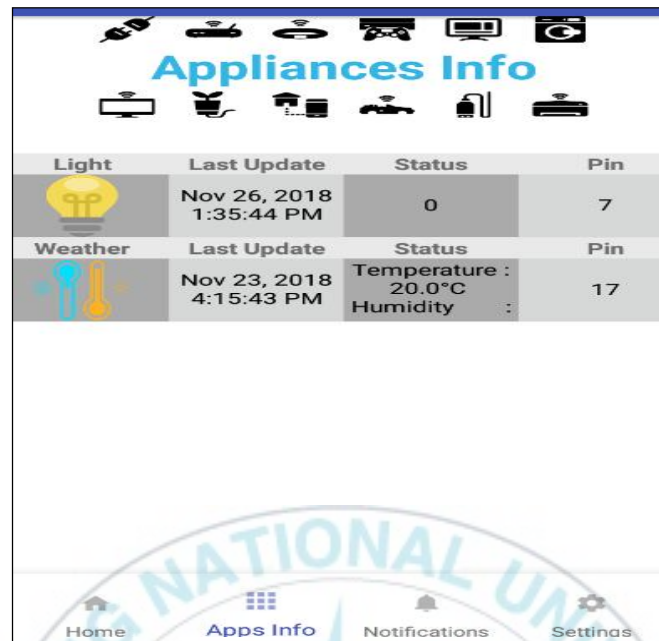 Appliances Info
Light Last Update Status Pin
Nov 26, 2018
1:35:44 PM
0
7
Weather Last Update Status Pin
Nov 23, 2018
4:15:43 PM
Temperature :
20.0°C
Humidity :
17
G NATIONAL UN
Home Apps Info Notifications Settings